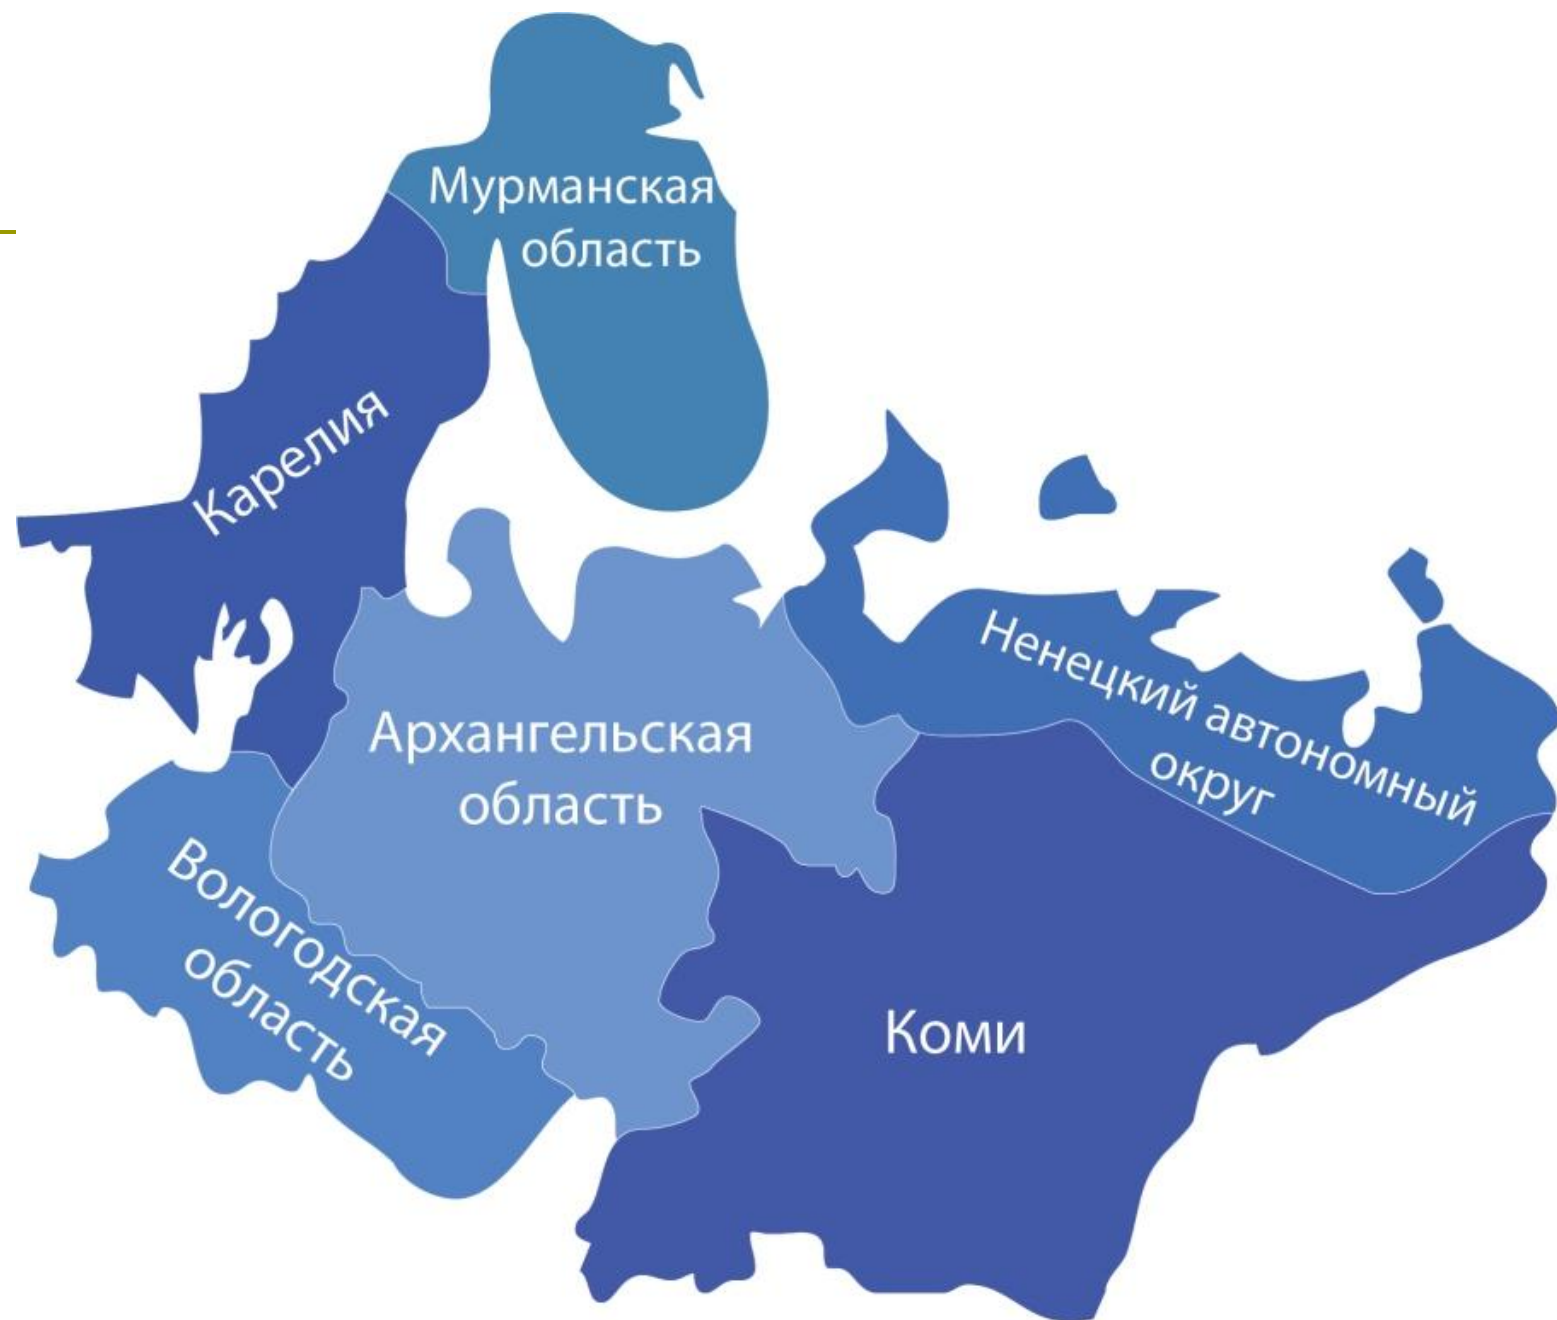 Мурманская
область
Карелия
Ненецкий автономный
округ
Архангельская
область
Вологодская
область
Коми